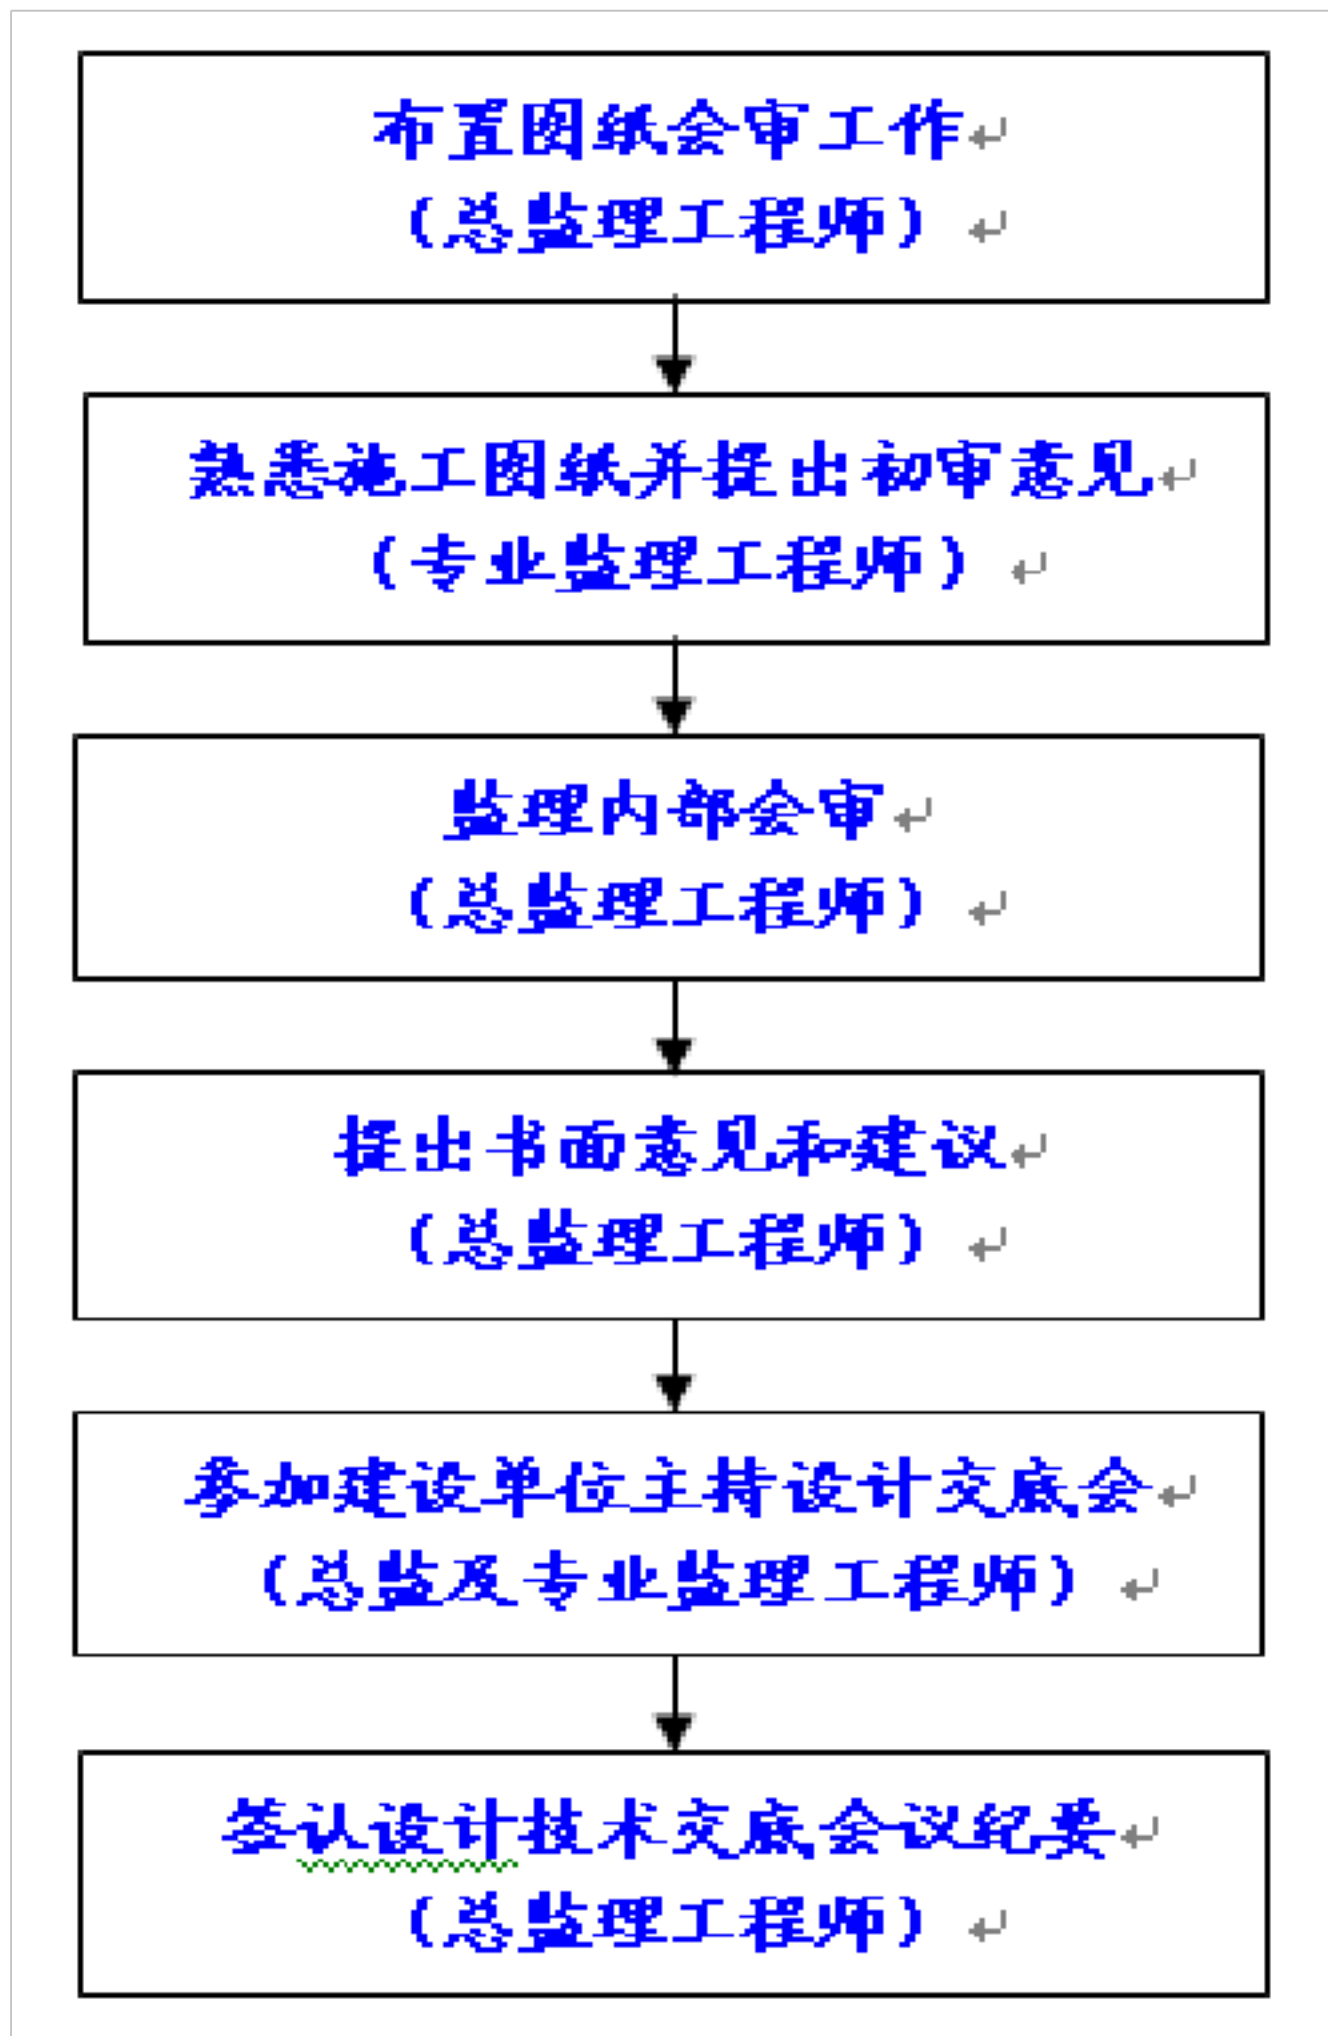 布置图纸会审工作
（总监理工程师）
熟悉施工图纸并提出初审意见
（专业监理工程师）
监理内部会审
（总监理工程师）
提出书面意见和建议
（总监理工程师）
参加建设单位主持设计交底会
（总监及专业监理工程师）
签认设计技术交底会议纪要
（总监理工程师）